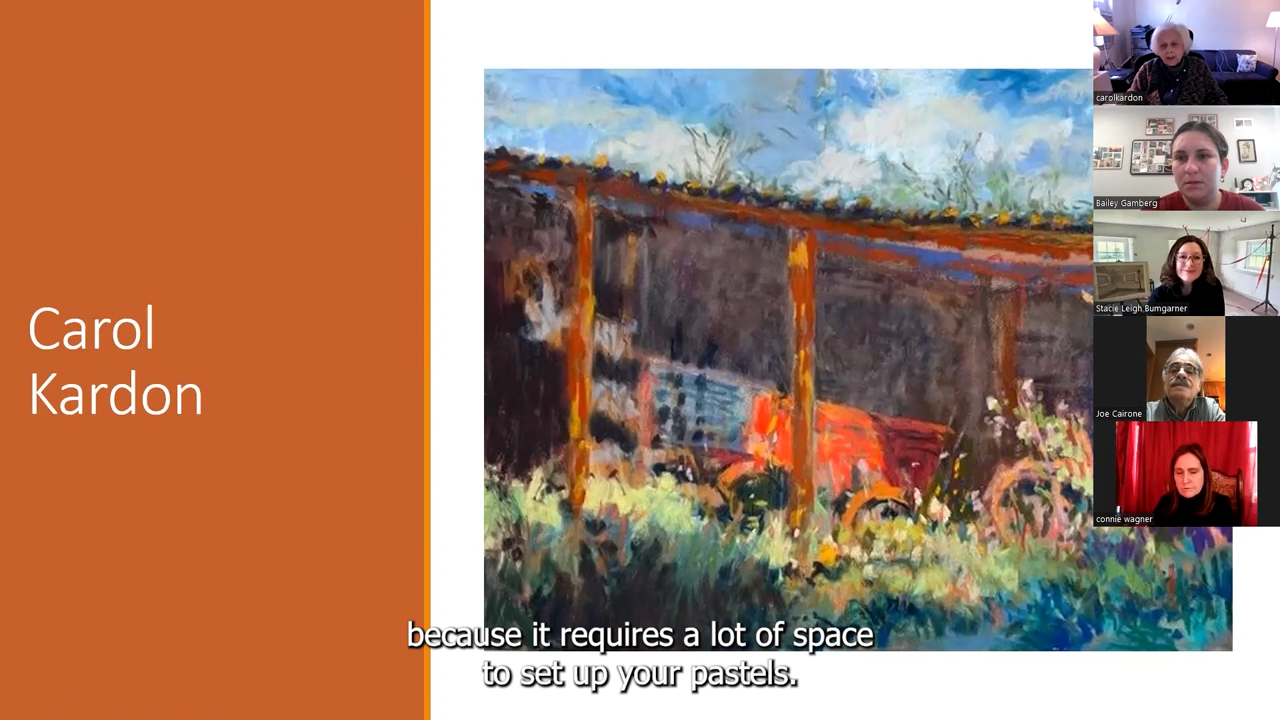 Carol
Kardon
carolkardon
Bailey Gamberg
Stacie Leigh Bumgarner
Joe Cairone
connie wagner
because it requires a lot of space
to set up your pastels.